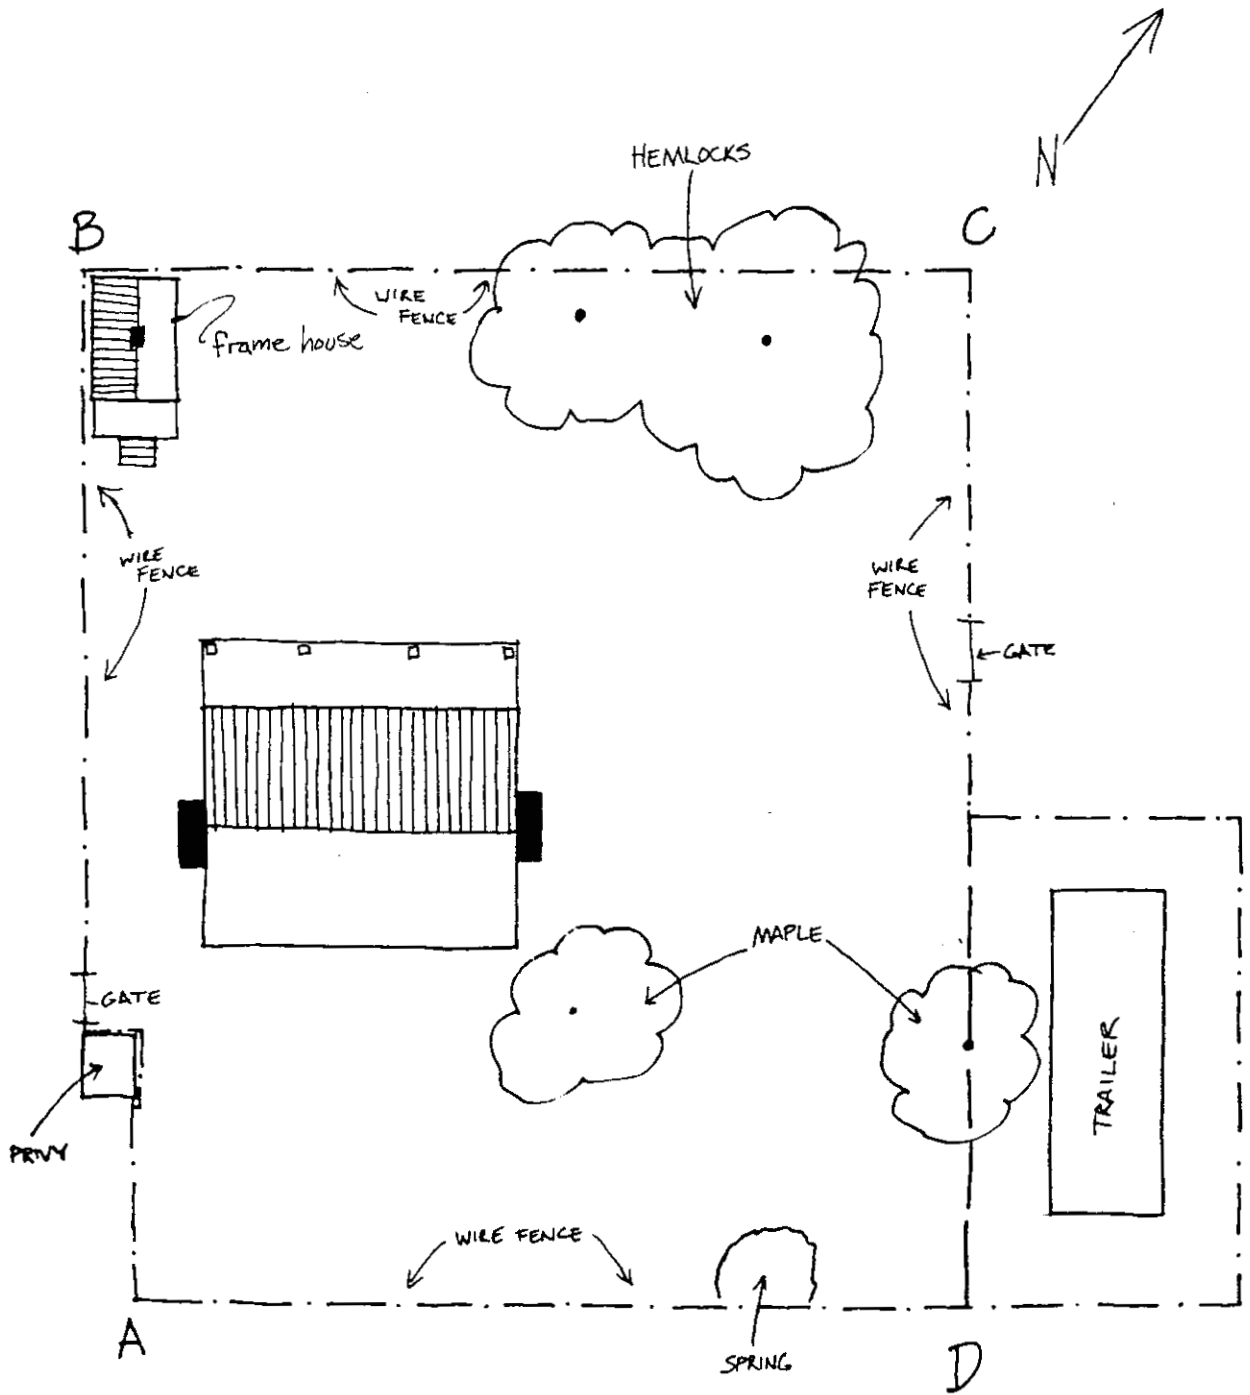 N
HEMLOCKS
B
C
WIRE
FENCE
frame house
WIRE
FENCE
WIRE
FENCE
GATE
MAPLE
GATE
TRAILER
PRIVY
WIRE FENCE
A
SPRING
D